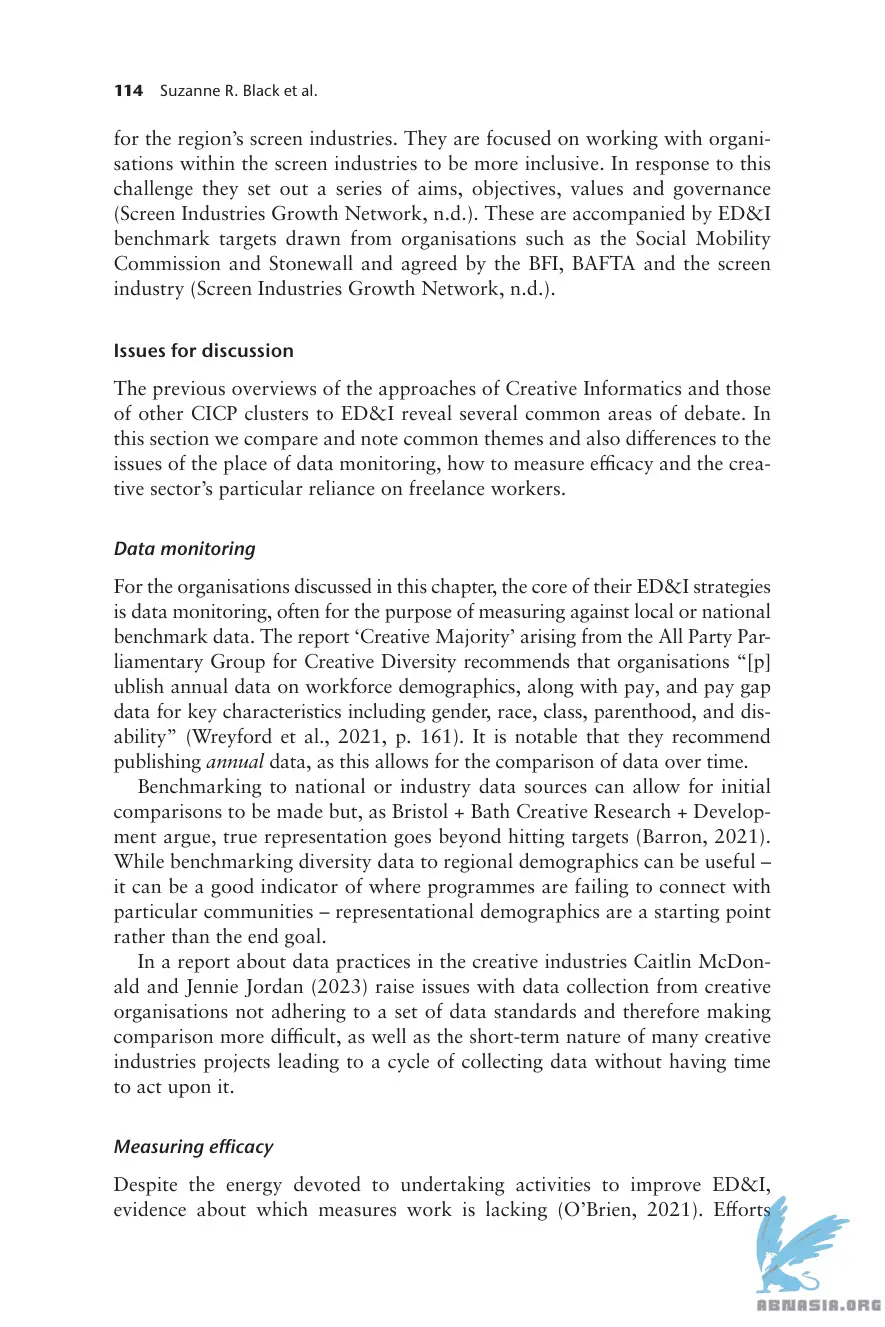 114 Suzanne R. Black et al.
for the region’s screen industries. They are focused on working with organi-
sations within the screen industries to be more inclusive. In response to this
challenge they set out a series of aims, objectives, values and governance
(Screen Industries Growth Network, n.d.). These are accompanied by ED&I
benchmark targets drawn from organisations such as the Social Mobility
Commission and Stonewall and agreed by the BFI, BAFTA and the screen
industry (Screen Industries Growth Network, n.d.).
Issues for discussion
The previous overviews of the approaches of Creative Informatics and those
of other CICP clusters to ED&I reveal several common areas of debate. In
this section we compare and note common themes and also differences to the
issues of the place of data monitoring, how to measure efficacy and the crea-
tive sector’s particular reliance on freelance workers.
Data monitoring
For the organisations discussed in this chapter, the core of their ED&I strategies
is data monitoring, often for the purpose of measuring against local or national
benchmark data. The report ‘Creative Majority’ arising from the All Party Par-
liamentary Group for Creative Diversity recommends that organisations “[p]
ublish annual data on workforce demographics, along with pay, and pay gap
data for key characteristics including gender, race, class, parenthood, and dis-
ability” (Wreyford et al., 2021, p. 161). It is notable that they recommend
publishing annual data, as this allows for the comparison of data over time.
Benchmarking to national or industry data sources can allow for initial
comparisons to be made but, as Bristol + Bath Creative Research + Develop-
ment argue, true representation goes beyond hitting targets (Barron, 2021).
While benchmarking diversity data to regional demographics can be useful –
it can be a good indicator of where programmes are failing to connect with
particular communities – representational demographics are a starting point
rather than the end goal.
In a report about data practices in the creative industries Caitlin McDon-
ald and Jennie Jordan (2023) raise issues with data collection from creative
organisations not adhering to a set of data standards and therefore making
comparison more difficult, as well as the short-term nature of many creative
industries projects leading to a cycle of collecting data without having time
to act upon it.
Measuring efficacy
Despite the energy devoted to undertaking activities to improve ED&I,
evidence about which measures work is lacking (O’Brien, 2021). Efforts
ABNASIA.ORG